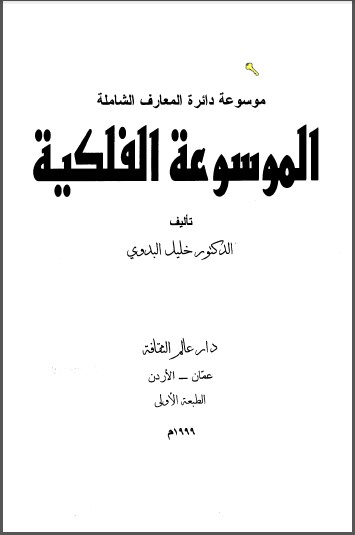 موسوعة دائرة المعارف الشاملة
الموسوعة الفلكية
تأليف
الدكتور خليل البدوي
دار عالم الثقافة
عمّان – الأردن
الطبعة الأولى
١٩٩٩م